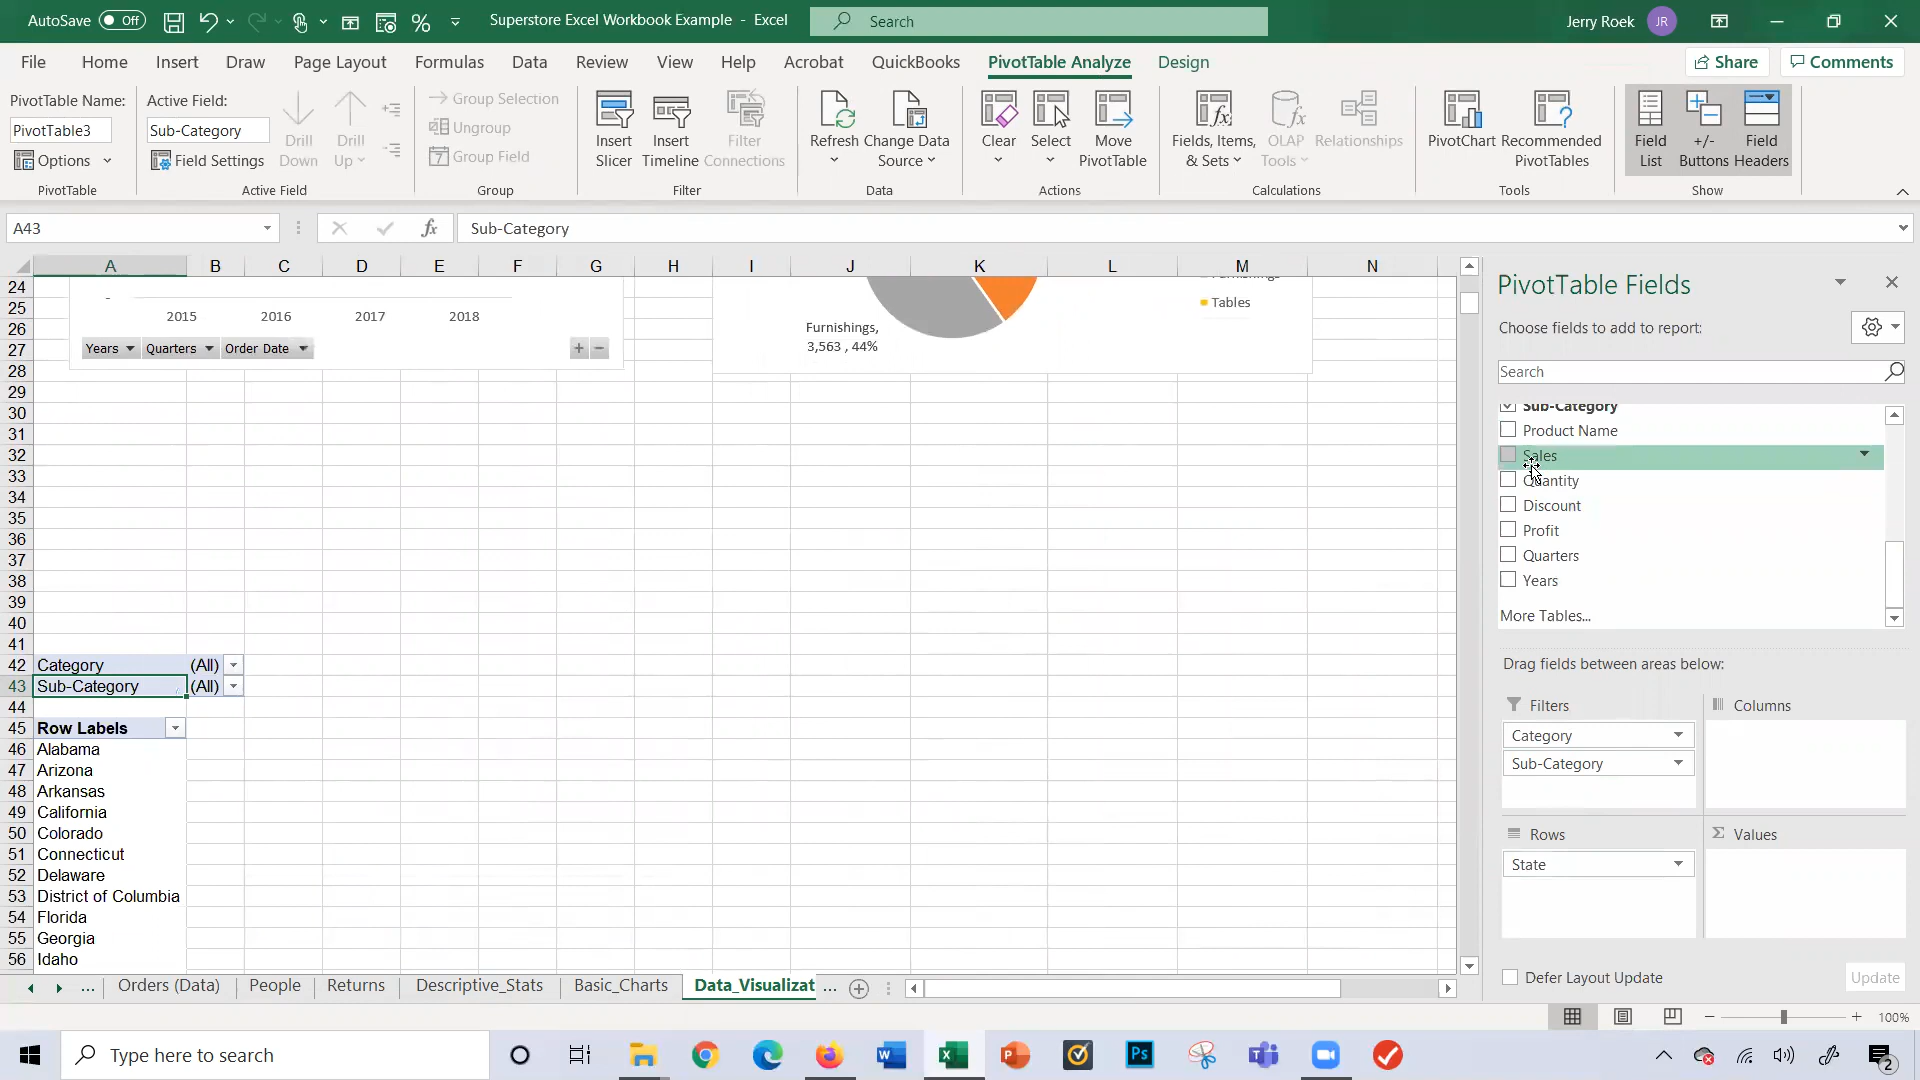 AutoSave Off
Superstore Excel Workbook Example - Excel
Search
Jerry Roek JR
File Home Insert Draw Page Layout Formulas Data Review View Help Acrobat QuickBooks PivotTable Analyze Design Share Comments
PivotTable Name:
PivotTable3
Options
PivotTable
Active Field:
Sub-Category
Field Settings
Drill Down
Drill Up
Active Field
Group Selection
Ungroup
Group Field
Group
Insert Slicer
Insert Timeline
Filter Connections
Filter
Refresh
Change Data Source
Data
Clear
Select
Move PivotTable
Actions
Fields, Items, & Sets
OLAP Tools
Relationships
Calculations
PivotChart
Recommended PivotTables
Tools
Field List
+/- Buttons
Field Headers
Show
A43
fx
Sub-Category
A B C D E F G H I J K L M N
24
25
26
27
28
29
30
31
32
33
34
35
36
37
38
39
40
41
42 Category (All)
43 Sub-Category (All)
44
45 Row Labels
46 Alabama
47 Arizona
48 Arkansas
49 California
50 Colorado
51 Connecticut
52 Delaware
53 District of Columbia
54 Florida
55 Georgia
56 Idaho
-
2015 2016 2017 2018
Years Quarters Order Date + -
Furnishings,
3,563 , 44%
Tables
PivotTable Fields
Choose fields to add to report:
Search
Sub-Category
Product Name
Sales
Quantity
Discount
Profit
Quarters
Years
More Tables...
Drag fields between areas below:
Filters
Category
Sub-Category
Columns
Rows
State
Σ Values
Defer Layout Update
Update
... Orders (Data) People Returns Descriptive_Stats Basic_Charts Data_Visualizat ...
100%
Type here to search
Ps
2